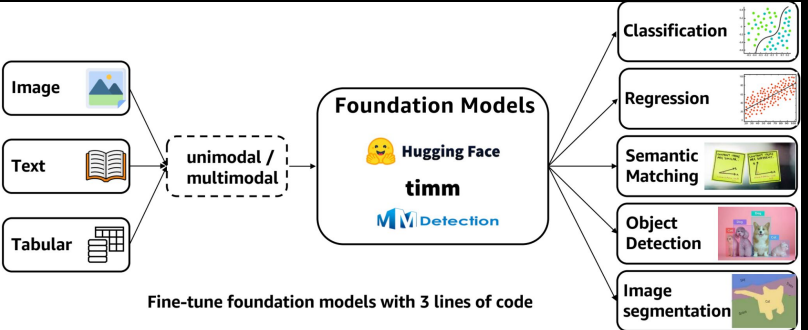 Image
Text
Tabular
unimodal /
multimodal
Foundation Models
Hugging Face
timm
MMDetection
Classification
Regression
Semantic
Matching
Object
Detection
Image
segmentation
Fine-tune foundation models with 3 lines of code